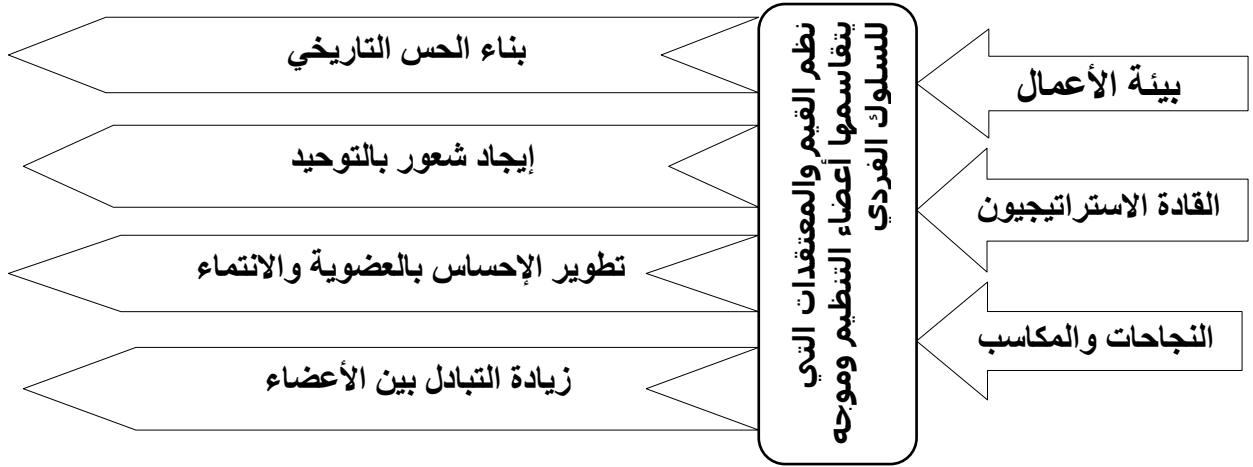 بيئة الأعمال
القادة الاستراتيجيون
النجاحات والمكاسب
نظم القيم والمعتقدات التي
يتقاسمها أعضاء التنظيم وموجه
للسلوك الفردي
بناء الحس التاريخي
إيجاد شعور بالتوحيد
تطوير الإحساس بالعضوية والانتماء
زيادة التبادل بين الأعضاء